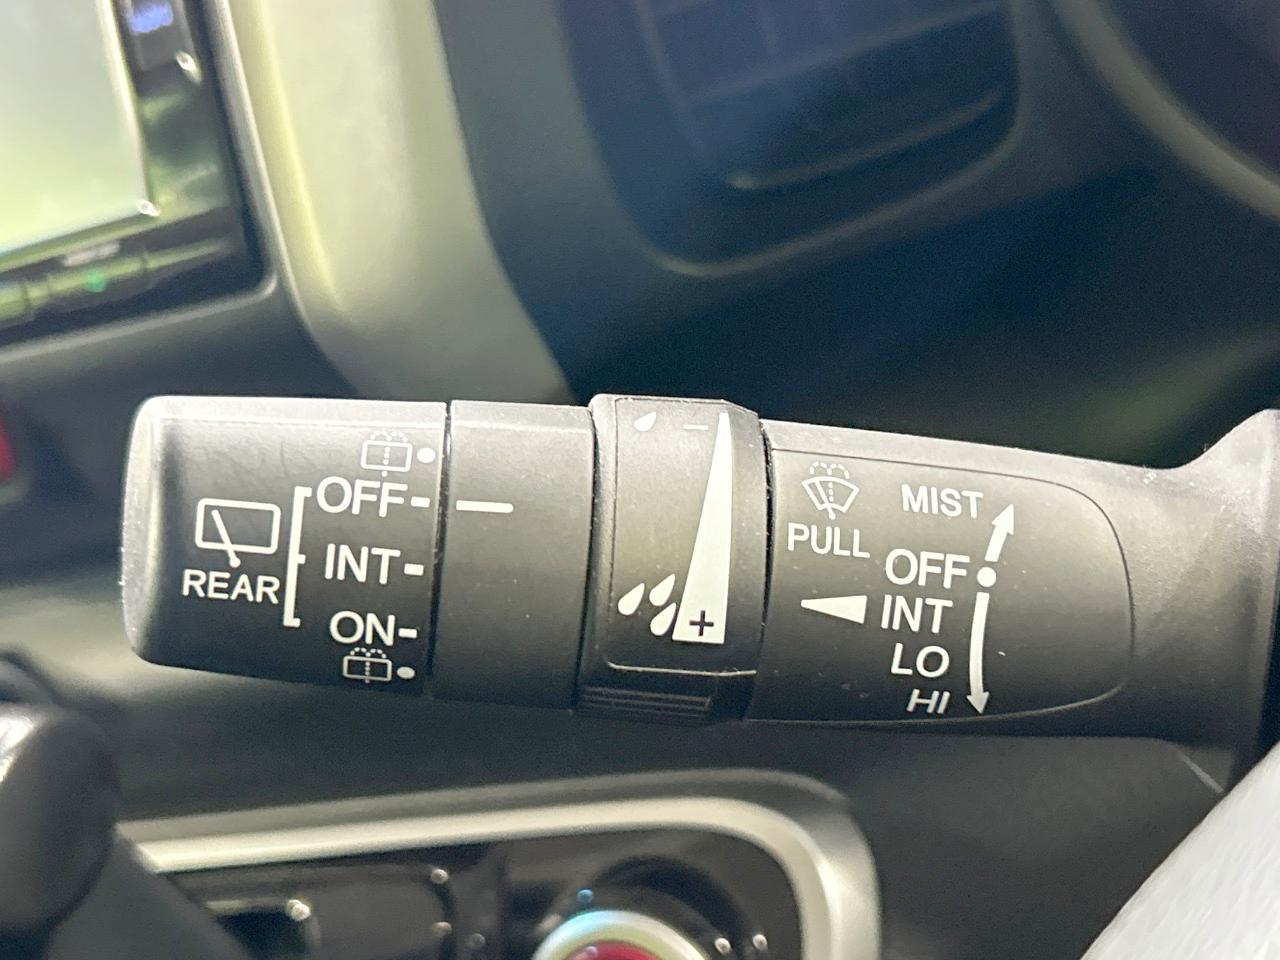 REAR
OFF
INT
ON
−
+
PULL
MIST
OFF
INT
LO
HI